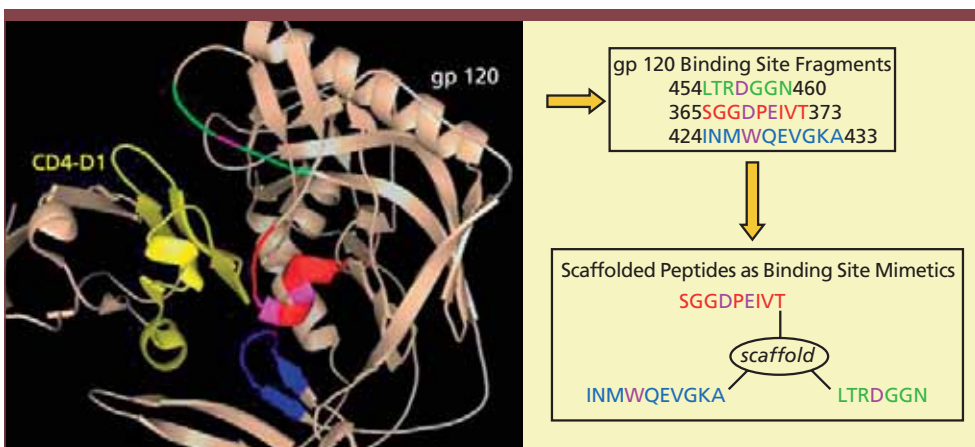 gp 120
CD4-D1
gp 120 Binding Site Fragments
454LTRDGGN460
365SGGDPEIVT373
424INMWQEVGKA433
Scaffolded Peptides as Binding Site Mimetics
SGGDPEIVT
scaffold
INMWQEVGKA
LTRDGGN